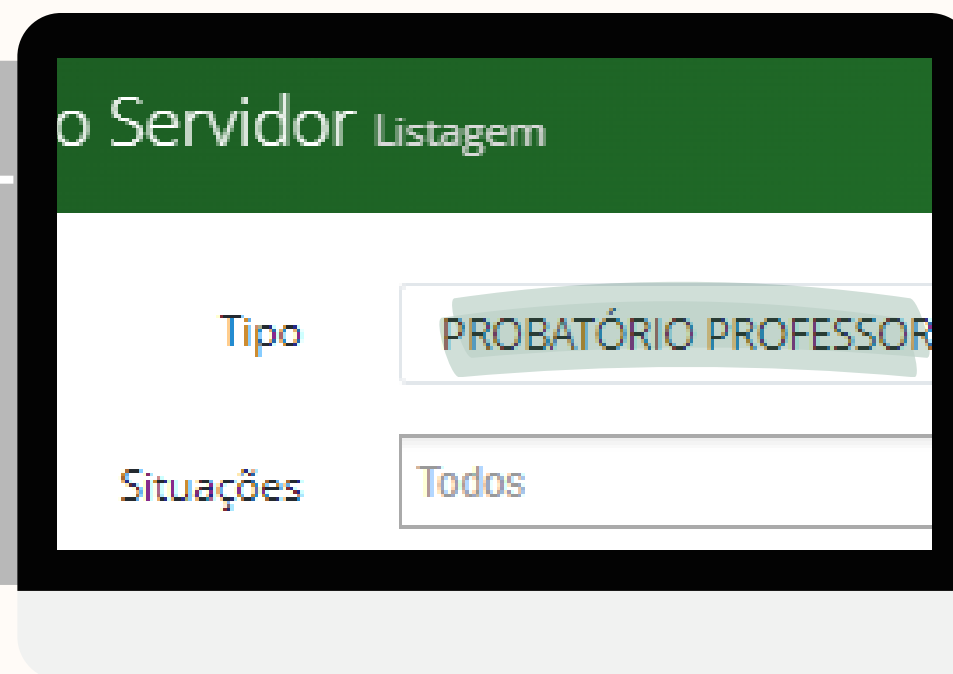 o Servidor Listagem
Tipo
PROBATÓRIO PROFESSOR
Situações
Todos